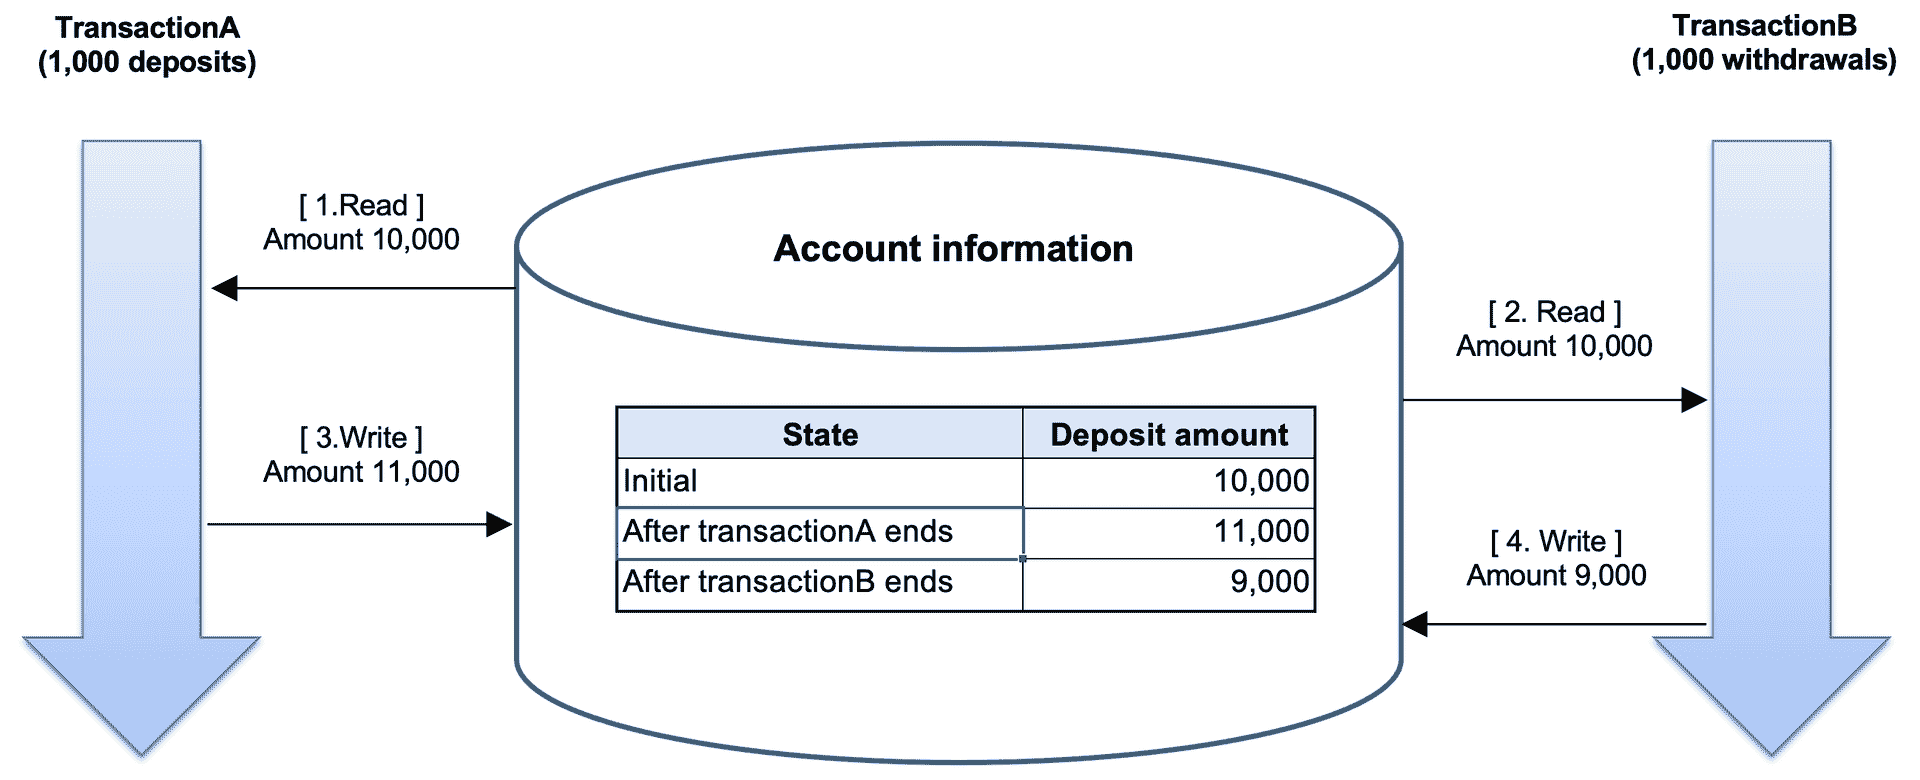 TransactionA
(1,000 deposits)
TransactionB
(1,000 withdrawals)
[ 1.Read ]
Amount 10,000
Account information
[ 2. Read ]
Amount 10,000
[ 3.Write ]
Amount 11,000
State Deposit amount
Initial 10,000
After transactionA ends 11,000
After transactionB ends 9,000
[ 4. Write ]
Amount 9,000